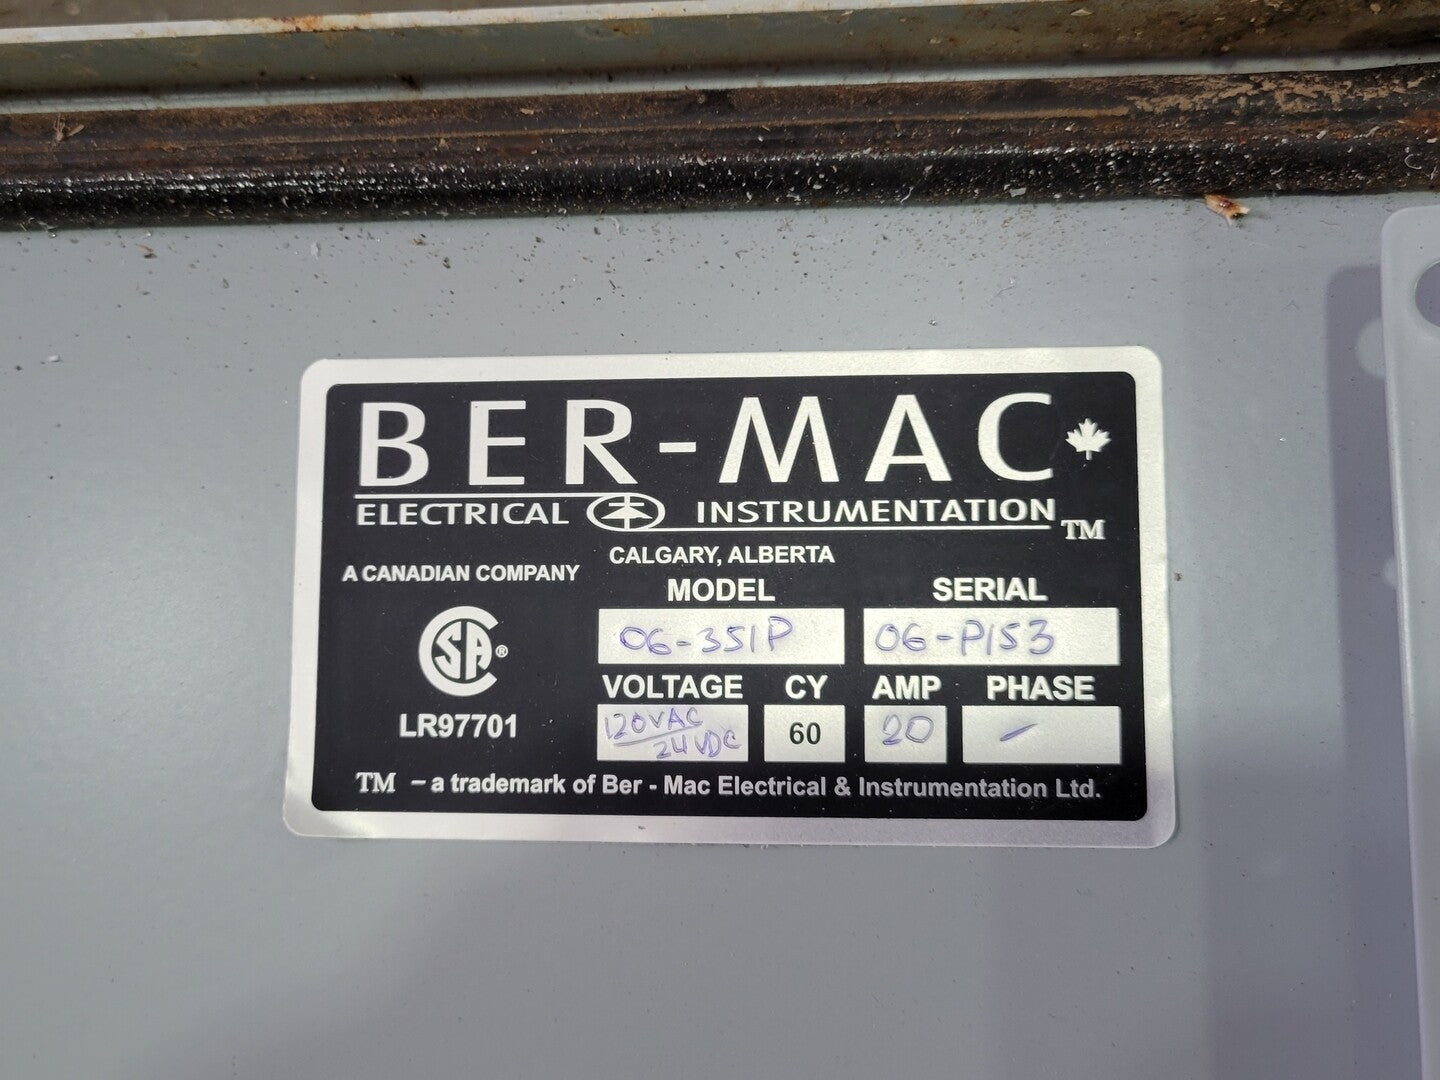 BER-MAC
ELECTRICAL INSTRUMENTATION TM
CALGARY, ALBERTA
A CANADIAN COMPANY
MODEL SERIAL
06-351P 06-P153
CSA ®
VOLTAGE CY AMP PHASE
LR97701
120VAC/24VDC 60 20 -
TM - a trademark of Ber - Mac Electrical & Instrumentation Ltd.